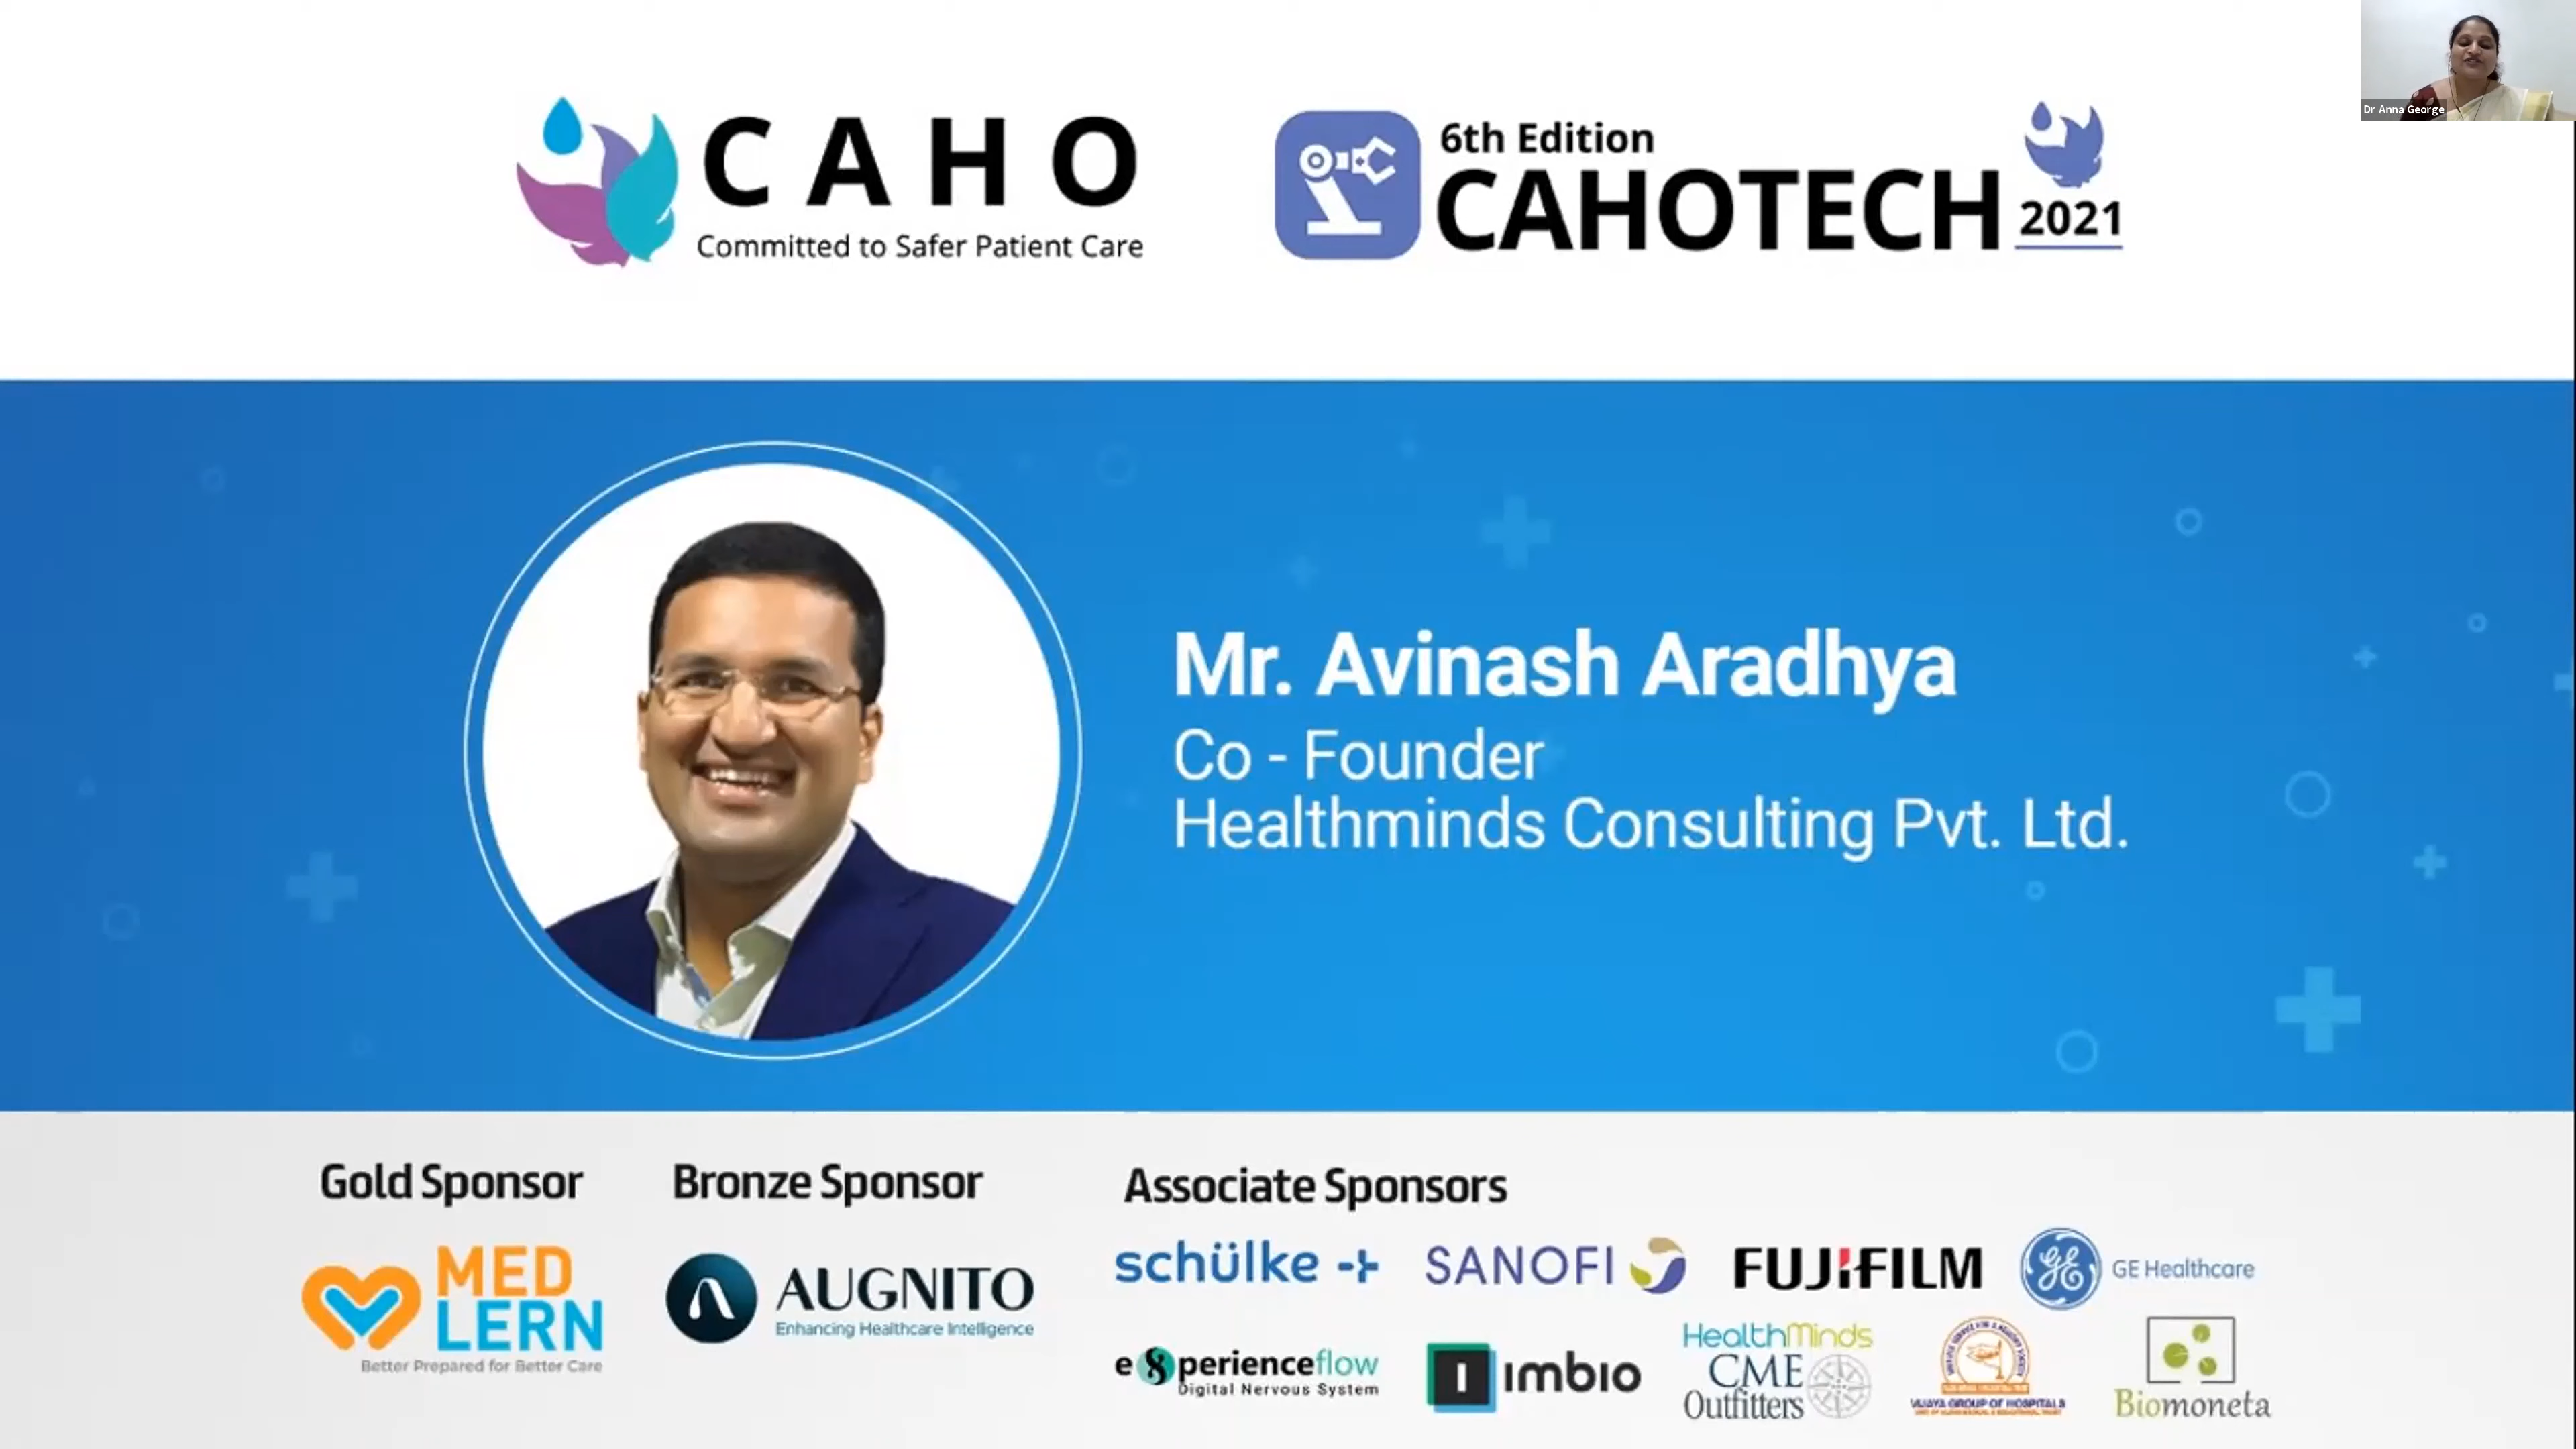 Dr Anna George
CAHO
Committed to Safer Patient Care
6th Edition
CAHOTECH
2021
Mr. Avinash Aradhya
Co - Founder
Healthminds Consulting Pvt. Ltd.
Gold Sponsor
MED
LERN
Better Prepared for Better Care
Bronze Sponsor
AUGNITO
Enhancing Healthcare Intelligence
Associate Sponsors
schülke
SANOFI
FUJIFILM
GE GE Healthcare
experienceflow
Digital Nervous System
I imbio
HealthMinds
CME
Outfitters
VIJAYA GROUP OF HOSPITALS
Biomoneta